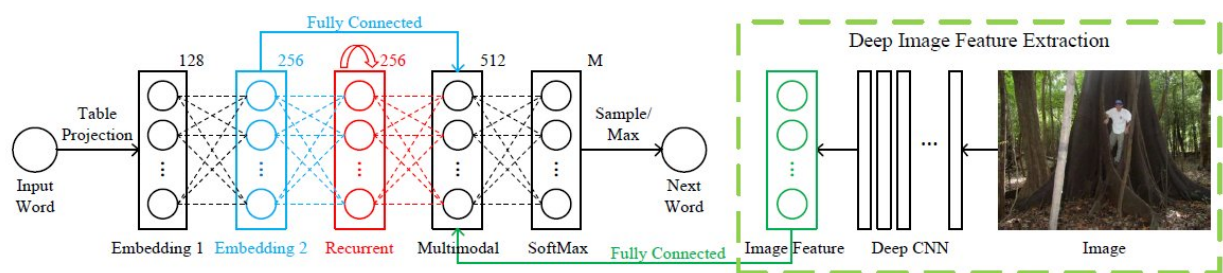 Fully Connected
Deep Image Feature Extraction
128
256
256
512
M
Table
Projection
Sample/
Max
...
Input
Word
Next
Word
Embedding 1
Embedding 2
Recurrent
Multimodal
SoftMax
Fully Connected
Image Feature
Deep CNN
Image